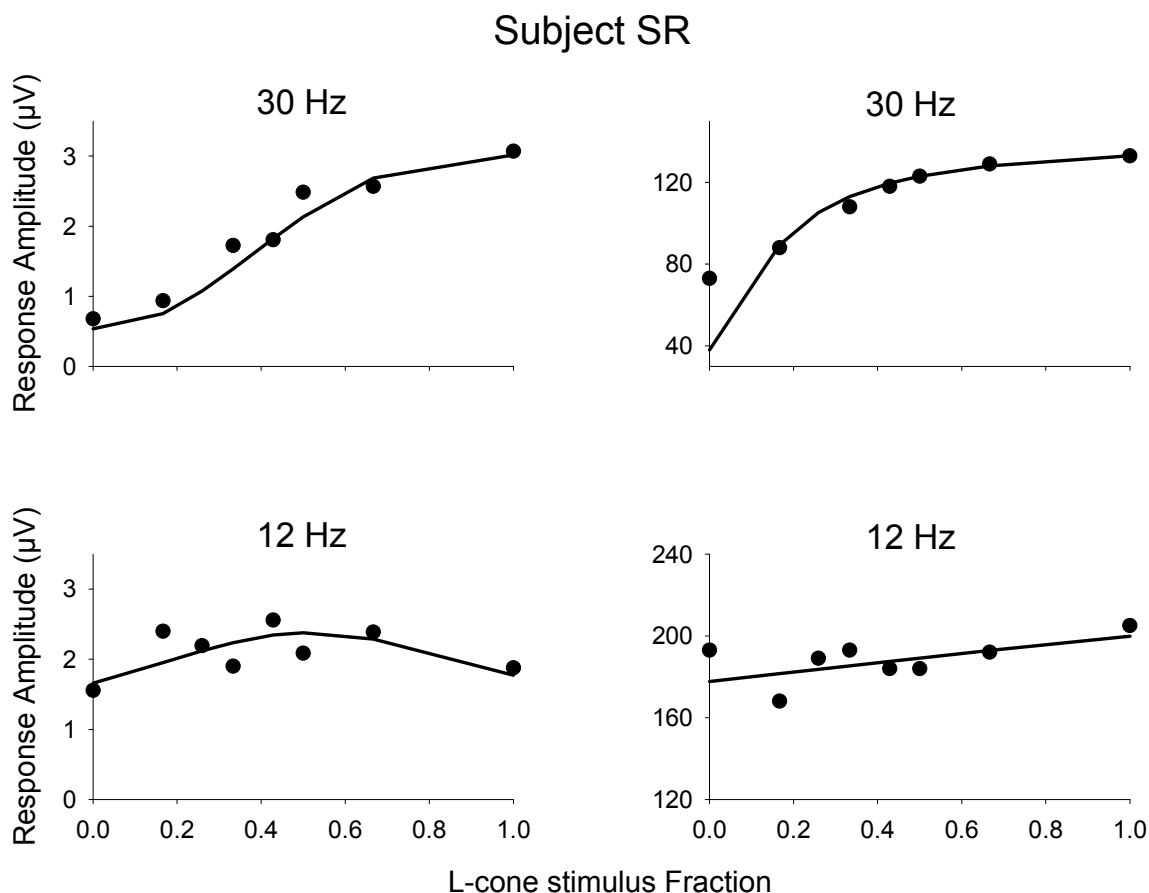 Subject SR
30 Hz
30 Hz
Response Amplitude (µV)
3
2
1
0
120
80
40
12 Hz
12 Hz
Response Amplitude (µV)
3
2
1
0
240
200
160
120
0.0 0.2 0.4 0.6 0.8 1.0
0.0 0.2 0.4 0.6 0.8 1.0
L-cone stimulus Fraction